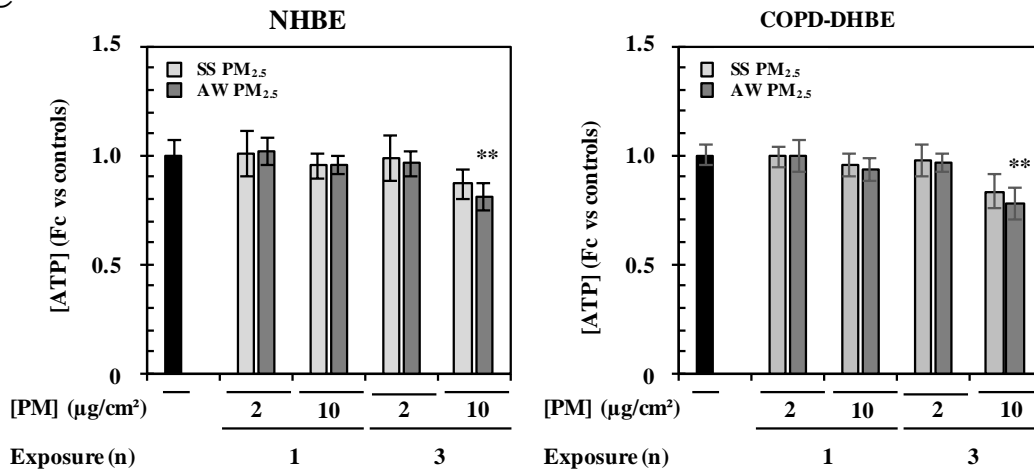 NHBE
1.5
SS PM₂.₅
AW PM₂.₅
1.0
**
0.5
0
[ATP] (Fc vs controls)
[PM] (µg/cm²) 2 10 2 10
Exposure (n) 1 3
COPD-DHBE
1.5
SS PM₂.₅
AW PM₂.₅
1.0
**
0.5
0
[ATP] (Fc vs controls)
[PM] (µg/cm²) 2 10 2 10
Exposure (n) 1 3